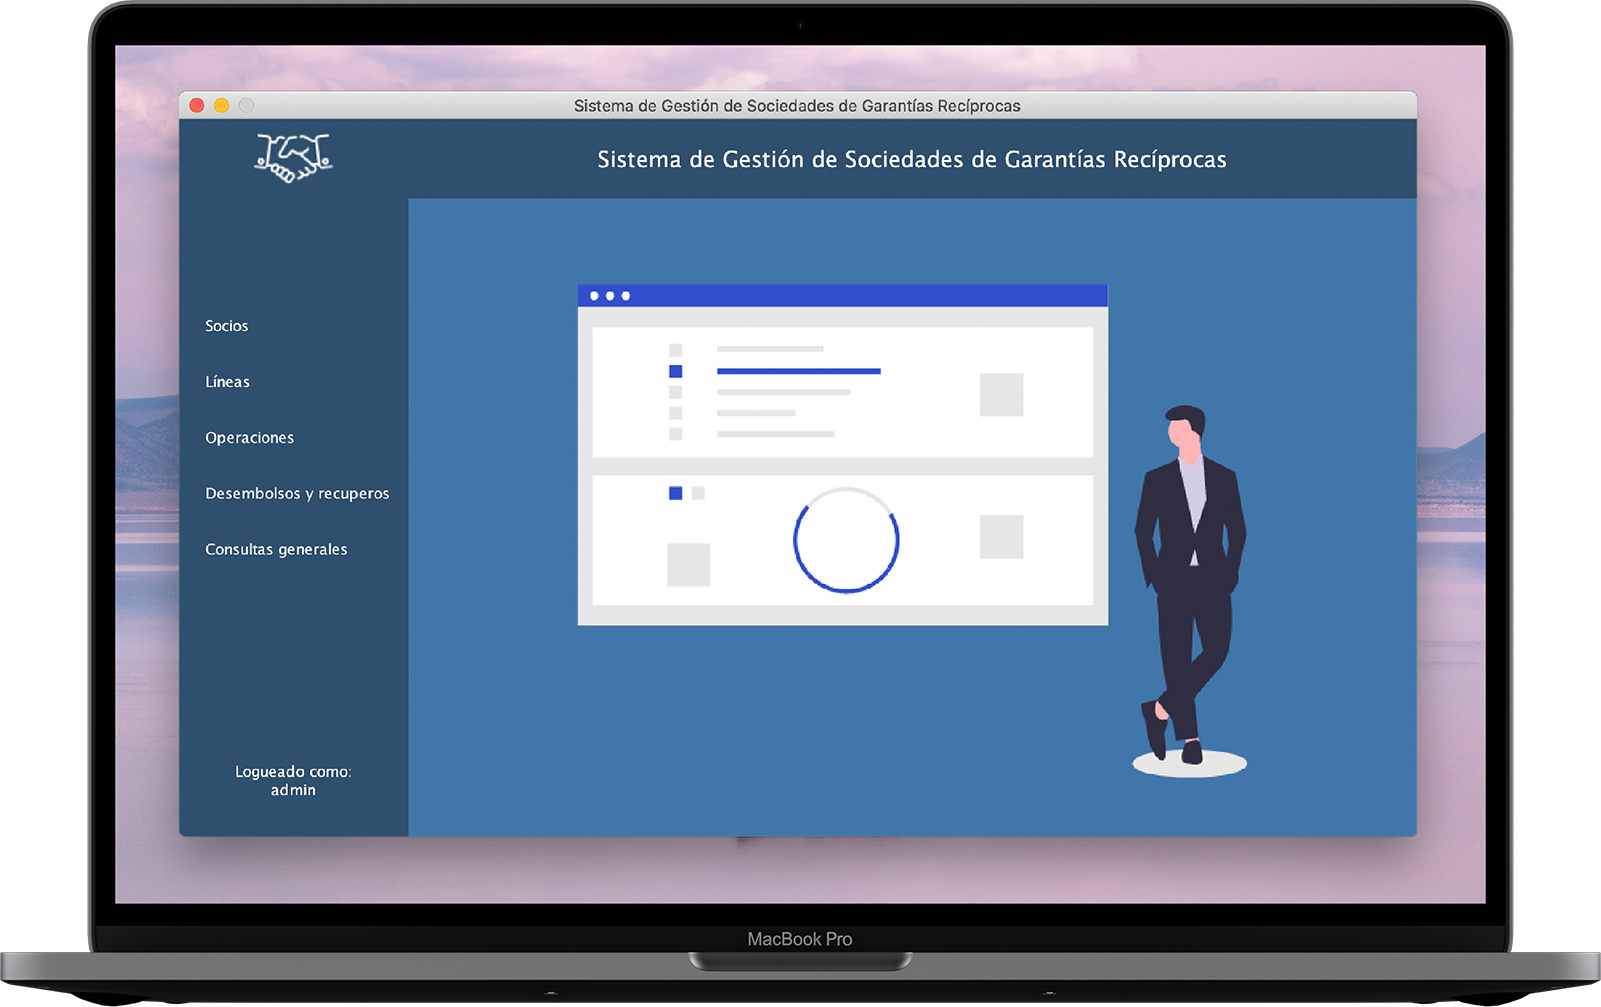 Sistema de Gestión de Sociedades de Garantías Recíprocas
Sistema de Gestión de Sociedades de Garantías Recíprocas
Socios
Líneas
Operaciones
Desembolsos y recuperos
Consultas generales
Logueado como:
admin
MacBook Pro